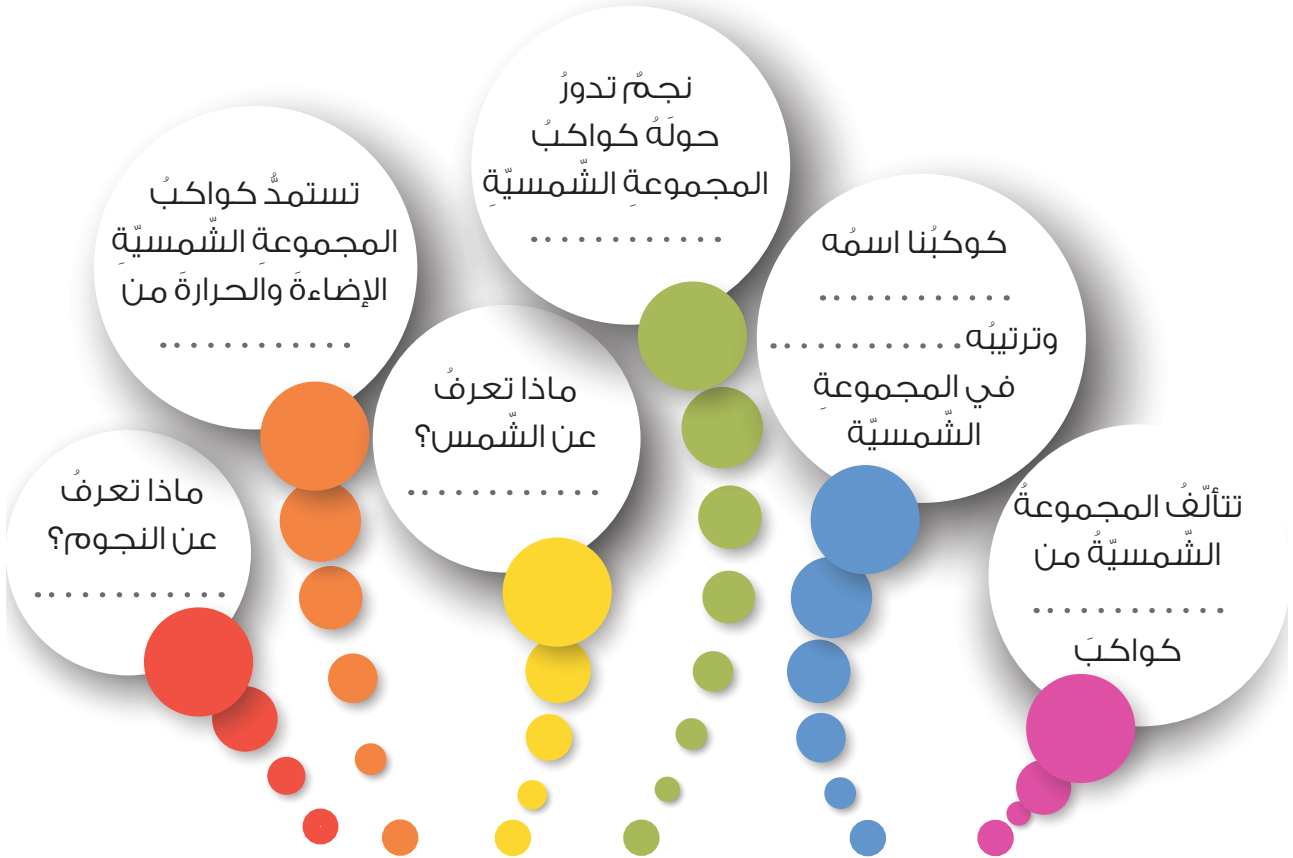 تتألّفُ المجموعةُ
الشّمسيّةُ من
............
كواكبَ
كوكبُنا اسمُه
............
وترتيبُه............
في المجموعةِ
الشّمسيّة
نجمٌ تدورُ
حولَهُ كواكبُ
المجموعةِ الشّمسيّةِ
............
ماذا تعرفُ
عن الشّمس؟
............
تستمدُّ كواكبُ
المجموعةِ الشّمسيّةِ
الإضاءةَ والحرارةَ من
............
ماذا تعرفُ
عن النجوم؟
............